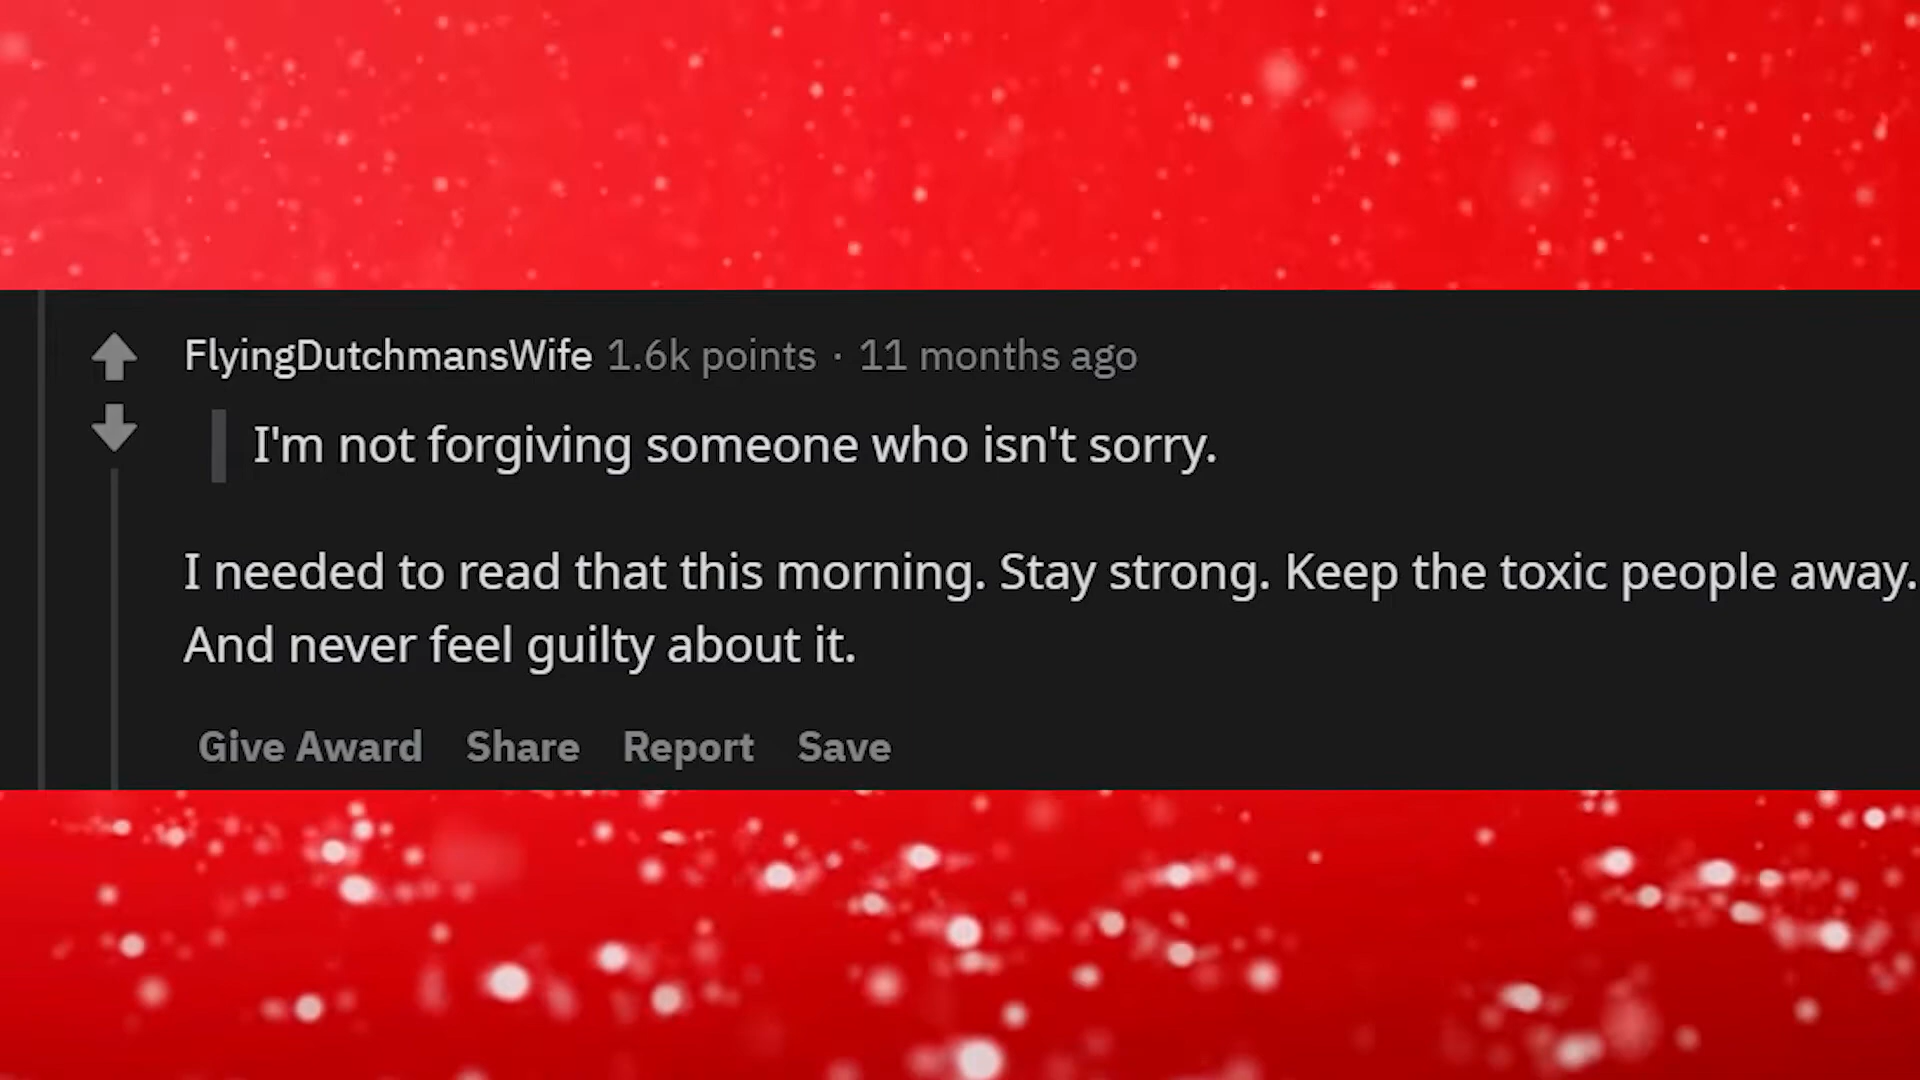 FlyingDutchmansWife 1.6k points · 11 months ago
I'm not forgiving someone who isn't sorry.
I needed to read that this morning. Stay strong. Keep the toxic people away.
And never feel guilty about it.
Give Award Share Report Save